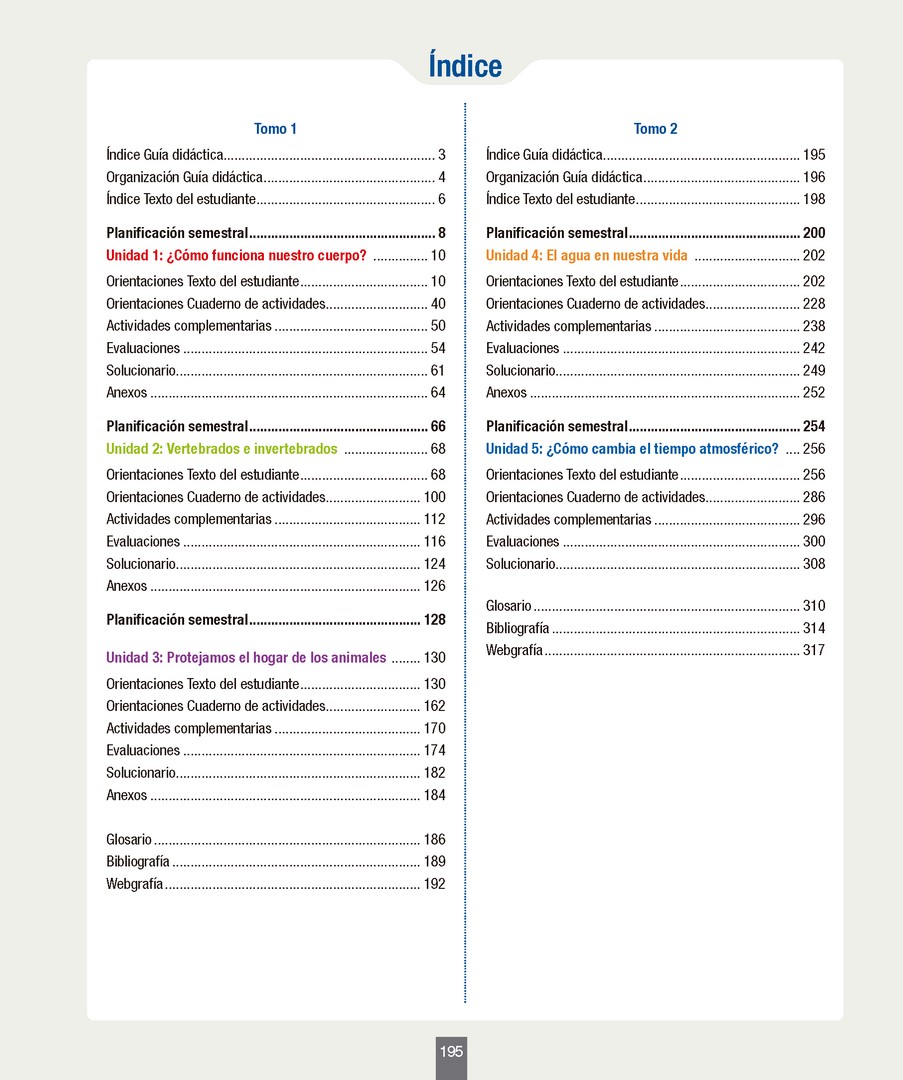 Índice
Tomo 1
Índice Guía didáctica.......................................................... 3
Organización Guía didáctica............................................... 4
Índice Texto del estudiante................................................. 6
Planificación semestral................................................... 8
Unidad 1: ¿Cómo funciona nuestro cuerpo? ............... 10
Orientaciones Texto del estudiante................................... 10
Orientaciones Cuaderno de actividades............................ 40
Actividades complementarias .......................................... 50
Evaluaciones ................................................................... 54
Solucionario..................................................................... 61
Anexos ............................................................................ 64
Planificación semestral................................................. 66
Unidad 2: Vertebrados e invertebrados ....................... 68
Orientaciones Texto del estudiante................................... 68
Orientaciones Cuaderno de actividades.......................... 100
Actividades complementarias ........................................ 112
Evaluaciones ................................................................. 116
Solucionario................................................................... 124
Anexos .......................................................................... 126
Planificación semestral............................................... 128
Unidad 3: Protejamos el hogar de los animales ........ 130
Orientaciones Texto del estudiante................................. 130
Orientaciones Cuaderno de actividades.......................... 162
Actividades complementarias ........................................ 170
Evaluaciones ................................................................. 174
Solucionario................................................................... 182
Anexos .......................................................................... 184
Glosario ......................................................................... 186
Bibliografía .................................................................... 189
Webgrafía ...................................................................... 192
Tomo 2
Índice Guía didáctica...................................................... 195
Organización Guía didáctica........................................... 196
Índice Texto del estudiante............................................. 198
Planificación semestral............................................... 200
Unidad 4: El agua en nuestra vida ............................. 202
Orientaciones Texto del estudiante................................. 202
Orientaciones Cuaderno de actividades.......................... 228
Actividades complementarias ........................................ 238
Evaluaciones ................................................................. 242
Solucionario................................................................... 249
Anexos .......................................................................... 252
Planificación semestral............................................... 254
Unidad 5: ¿Cómo cambia el tiempo atmosférico? .... 256
Orientaciones Texto del estudiante................................. 256
Orientaciones Cuaderno de actividades.......................... 286
Actividades complementarias ........................................ 296
Evaluaciones ................................................................. 300
Solucionario................................................................... 308
Glosario ......................................................................... 310
Bibliografía .................................................................... 314
Webgrafía ...................................................................... 317
195